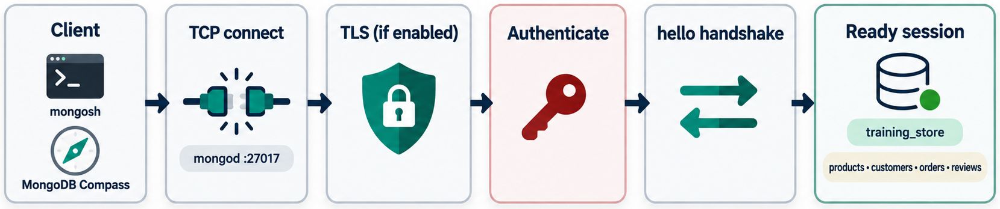 Client
mongosh
MongoDB Compass
TCP connect
mongod :27017
TLS (if enabled)
Authenticate
hello handshake
Ready session
training_store
products • customers • orders • reviews